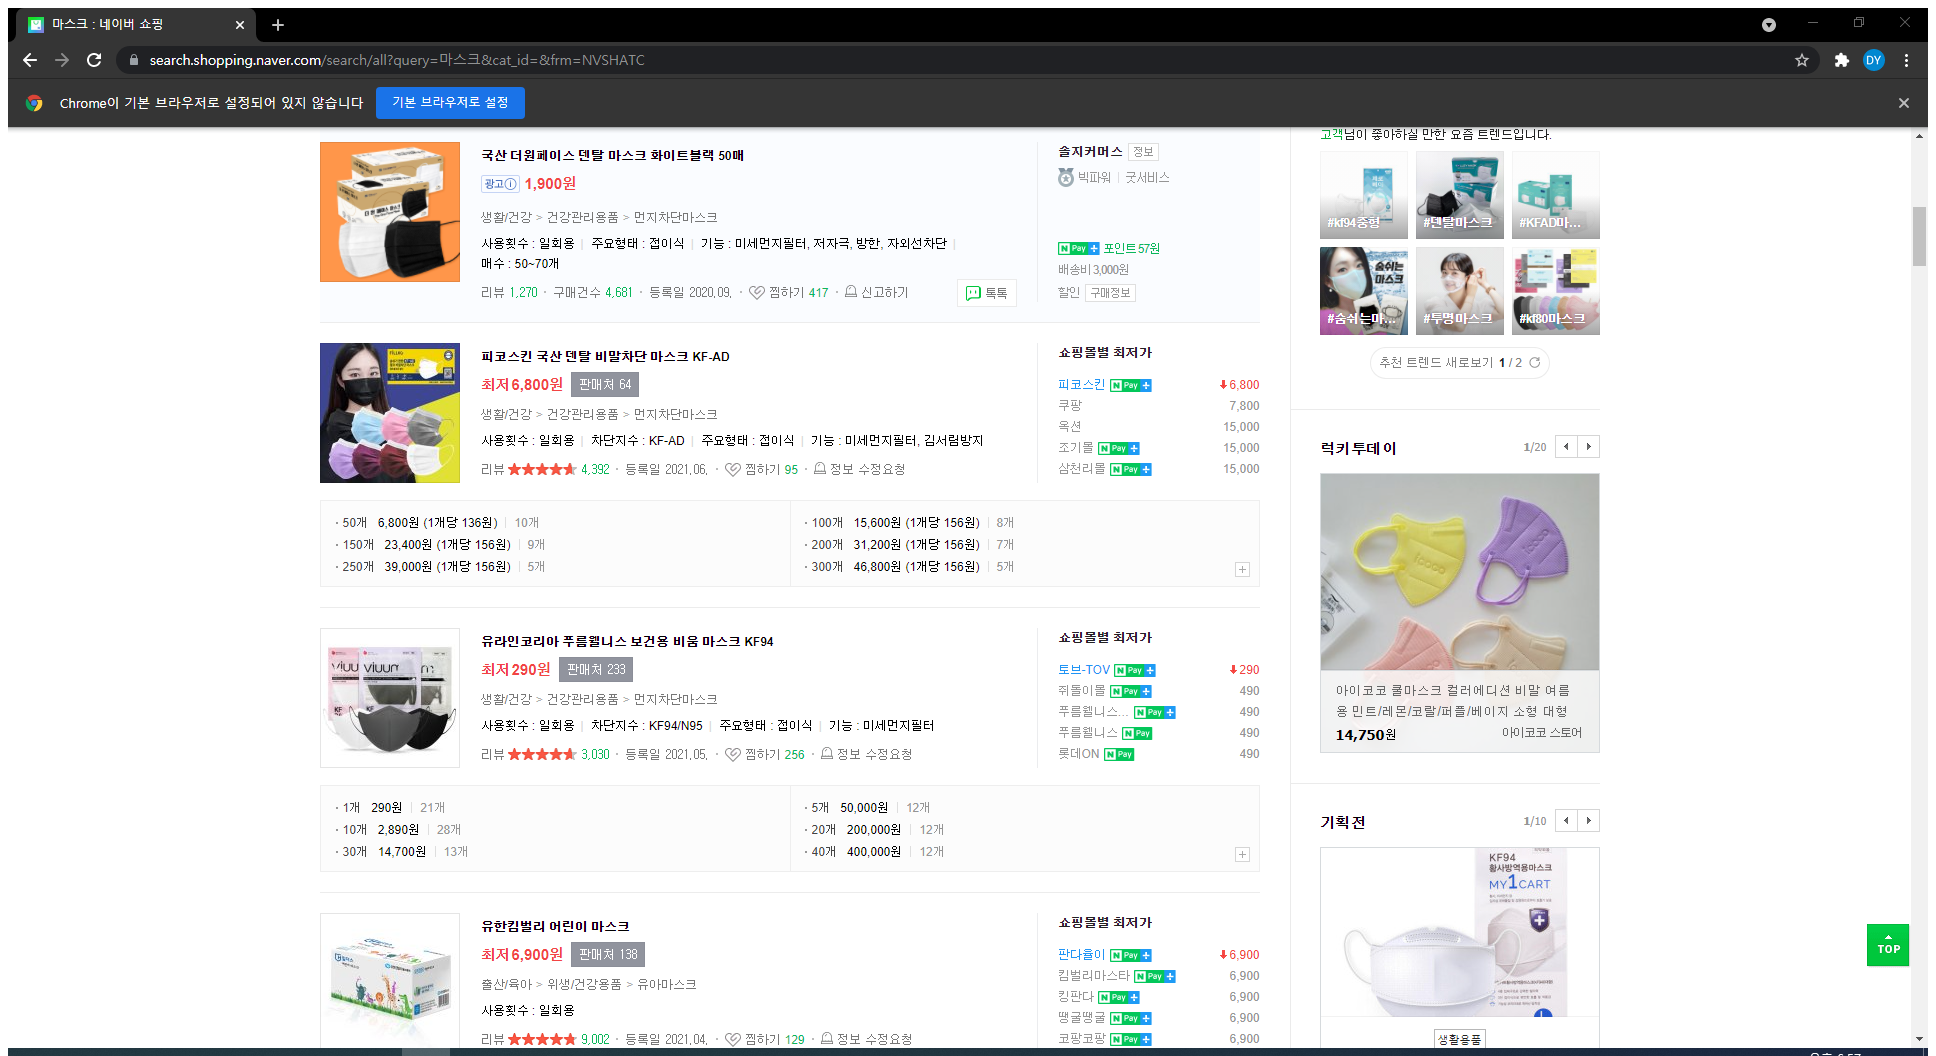 마스크 : 네이버 쇼핑
search.shopping.naver.com/search/all?query=마스크&cat_id=&frm=NVSHATC
DY
Chrome이 기본 브라우저로 설정되어 있지 않습니다
기본 브라우저로 설정
국산 더원페이스 덴탈 마스크 화이트블랙 50매
광고 1,900원
생활/건강 > 건강관리용품 > 먼지차단마스크
사용횟수 : 일회용 | 주요형태 : 접이식 | 기능 : 미세먼지필터, 저자극, 방한, 자외선차단 |
매수 : 50~70개
리뷰 1,270 · 구매건수 4,681 · 등록일 2020.09. · 찜하기 417 · 신고하기
톡톡
솔지커머스 정보
빅파워 | 굿서비스
N Pay + 포인트 57원
배송비 3,000원
할인 구매정보
피코스킨 국산 덴탈 비말차단 마스크 KF-AD
최저 6,800원 판매처 64
생활/건강 > 건강관리용품 > 먼지차단마스크
사용횟수 : 일회용 | 차단지수 : KF-AD | 주요형태 : 접이식 | 기능 : 미세먼지필터, 김서림방지
리뷰 4,392 · 등록일 2021.06. · 찜하기 95 · 정보 수정요청
쇼핑몰별 최저가
피코스킨 N Pay + 6,800
쿠팡 7,800
옥션 15,000
조기몰 N Pay + 15,000
삼천리몰 N Pay + 15,000
· 50개 6,800원 (1개당 136원) | 10개
· 100개 15,600원 (1개당 156원) | 8개
· 150개 23,400원 (1개당 156원) | 9개
· 200개 31,200원 (1개당 156원) | 7개
· 250개 39,000원 (1개당 156원) | 5개
· 300개 46,800원 (1개당 156원) | 5개
유라인코리아 푸름웰니스 보건용 비움 마스크 KF94
최저 290원 판매처 233
생활/건강 > 건강관리용품 > 먼지차단마스크
사용횟수 : 일회용 | 차단지수 : KF94/N95 | 주요형태 : 접이식 | 기능 : 미세먼지필터
리뷰 3,030 · 등록일 2021.05. · 찜하기 256 · 정보 수정요청
viuum
쇼핑몰별 최저가
토브-TOV N Pay + 290
쥐돌이몰 N Pay + 490
푸름웰니스... N Pay + 490
푸름웰니스 N Pay 490
롯데ON N Pay 490
· 1개 290원 | 21개
· 5개 50,000원 | 12개
· 10개 2,890원 | 28개
· 20개 200,000원 | 12개
· 30개 14,700원 | 13개
· 40개 400,000원 | 12개
유한킴벌리 어린이 마스크
최저 6,900원 판매처 138
출산/육아 > 위생/건강용품 > 유아마스크
사용횟수 : 일회용
리뷰 9,002 · 등록일 2021.04. · 찜하기 129 · 정보 수정요청
쇼핑몰별 최저가
판다율이 N Pay + 6,900
킴벌리마스타 N Pay + 6,900
킹판다 N Pay + 6,900
땡굴땡굴 N Pay + 6,900
코팡코팡 N Pay + 6,900
고객님이 좋아하실 만한 요즘 트렌드입니다.
#kf94중형
#덴탈마스크
#KFAD마...
#숨쉬는마...
#투명마스크
#kf80마스크
추천 트렌드 새로보기 1 / 2
럭키투데이 1/20
아이코코 쿨마스크 컬러에디션 비말 여름
용 민트/레몬/코랄/퍼플/베이지 소형 대형
14,750원 아이코코 스토어
기획전 1/10
KF94
황사방역용마스크
MY1CART
L
생활용품
TOP